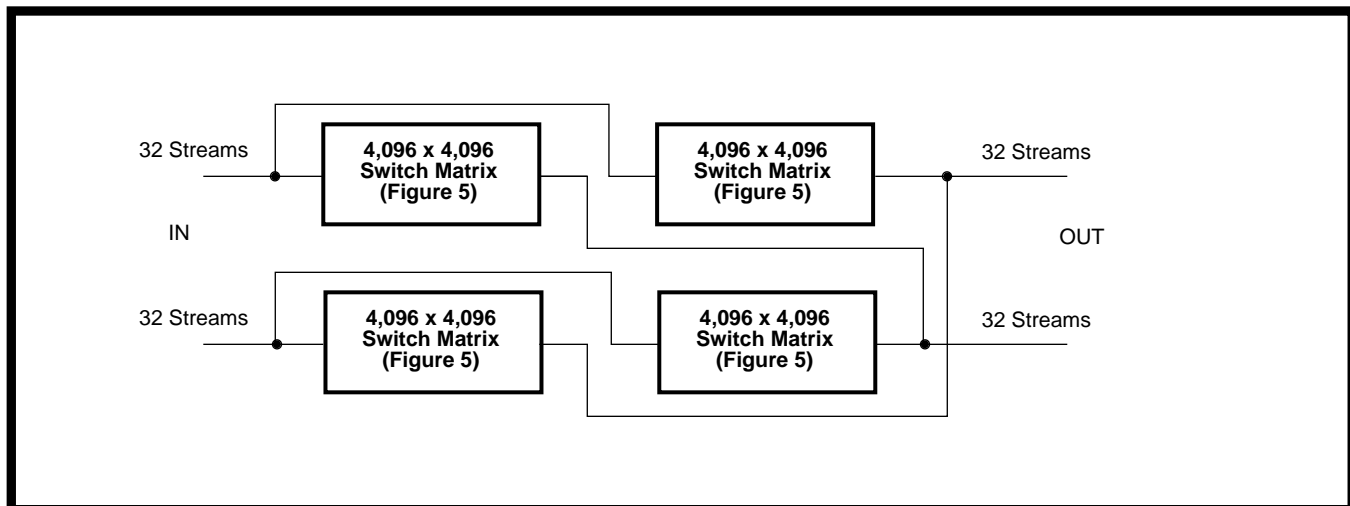 32 Streams
4,096 x 4,096
Switch Matrix
(Figure 5)
4,096 x 4,096
Switch Matrix
(Figure 5)
32 Streams
IN
OUT
32 Streams
4,096 x 4,096
Switch Matrix
(Figure 5)
4,096 x 4,096
Switch Matrix
(Figure 5)
32 Streams